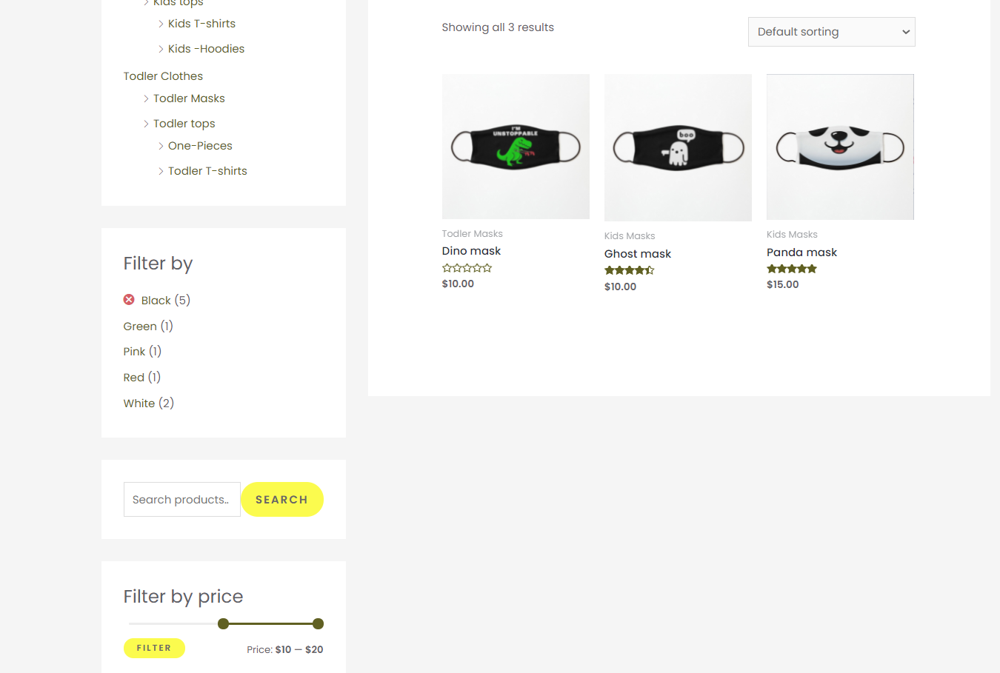 Kids tops
Kids T-shirts
Kids -Hoodies
Todler Clothes
Todler Masks
Todler tops
One-Pieces
Todler T-shirts
Filter by
Black (5)
Green (1)
Pink (1)
Red (1)
White (2)
Search products..
SEARCH
Filter by price
FILTER
Price: $10 — $20
Showing all 3 results
Default sorting
I'M
UNSTOPPABLE
Todler Masks
Dino mask
$10.00
boo
Kids Masks
Ghost mask
$10.00
Kids Masks
Panda mask
$15.00